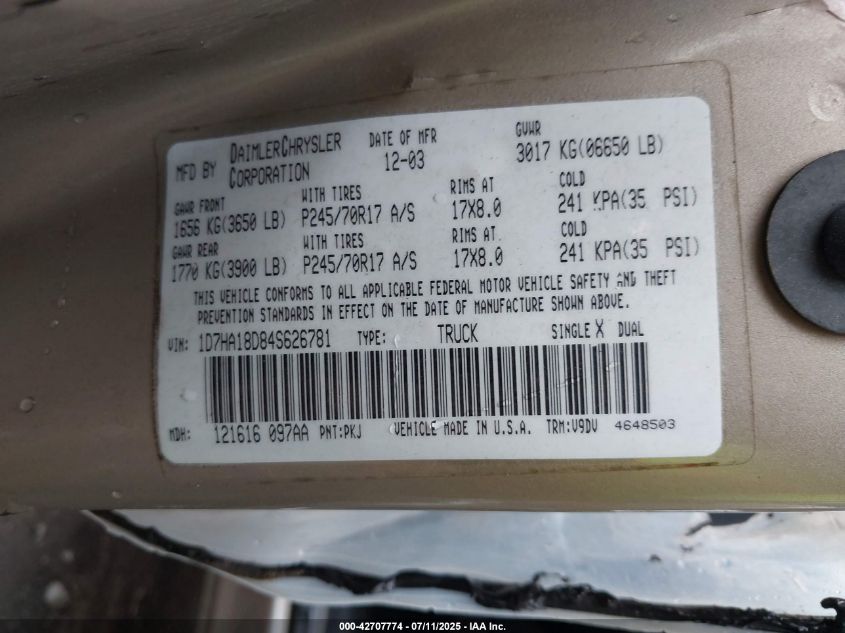 MFD BY DAIMLERCHRYSLER CORPORATION DATE OF MFR 12-03 GVWR 3017 KG(06650 LB)
GAWR FRONT WITH TIRES RIMS AT COLD
1656 KG(3650 LB) P245/70R17 A/S 17X8.0 241 KPA(35 PSI)
GAWR REAR WITH TIRES RIMS AT COLD
1770 KG(3900 LB) P245/70R17 A/S 17X8.0 241 KPA(35 PSI)
THIS VEHICLE CONFORMS TO ALL APPLICABLE FEDERAL MOTOR VEHICLE SAFETY AND THEFT
PREVENTION STANDARDS IN EFFECT ON THE DATE OF MANUFACTURE SHOWN ABOVE.
VIN: 1D7HA18D84S626781 TYPE: TRUCK SINGLE X DUAL
MDH: 121616 097AA PNT:PKJ VEHICLE MADE IN U.S.A. TRM:V9DV 4648503
000-42707774 - 07/11/2025 - IAA Inc.